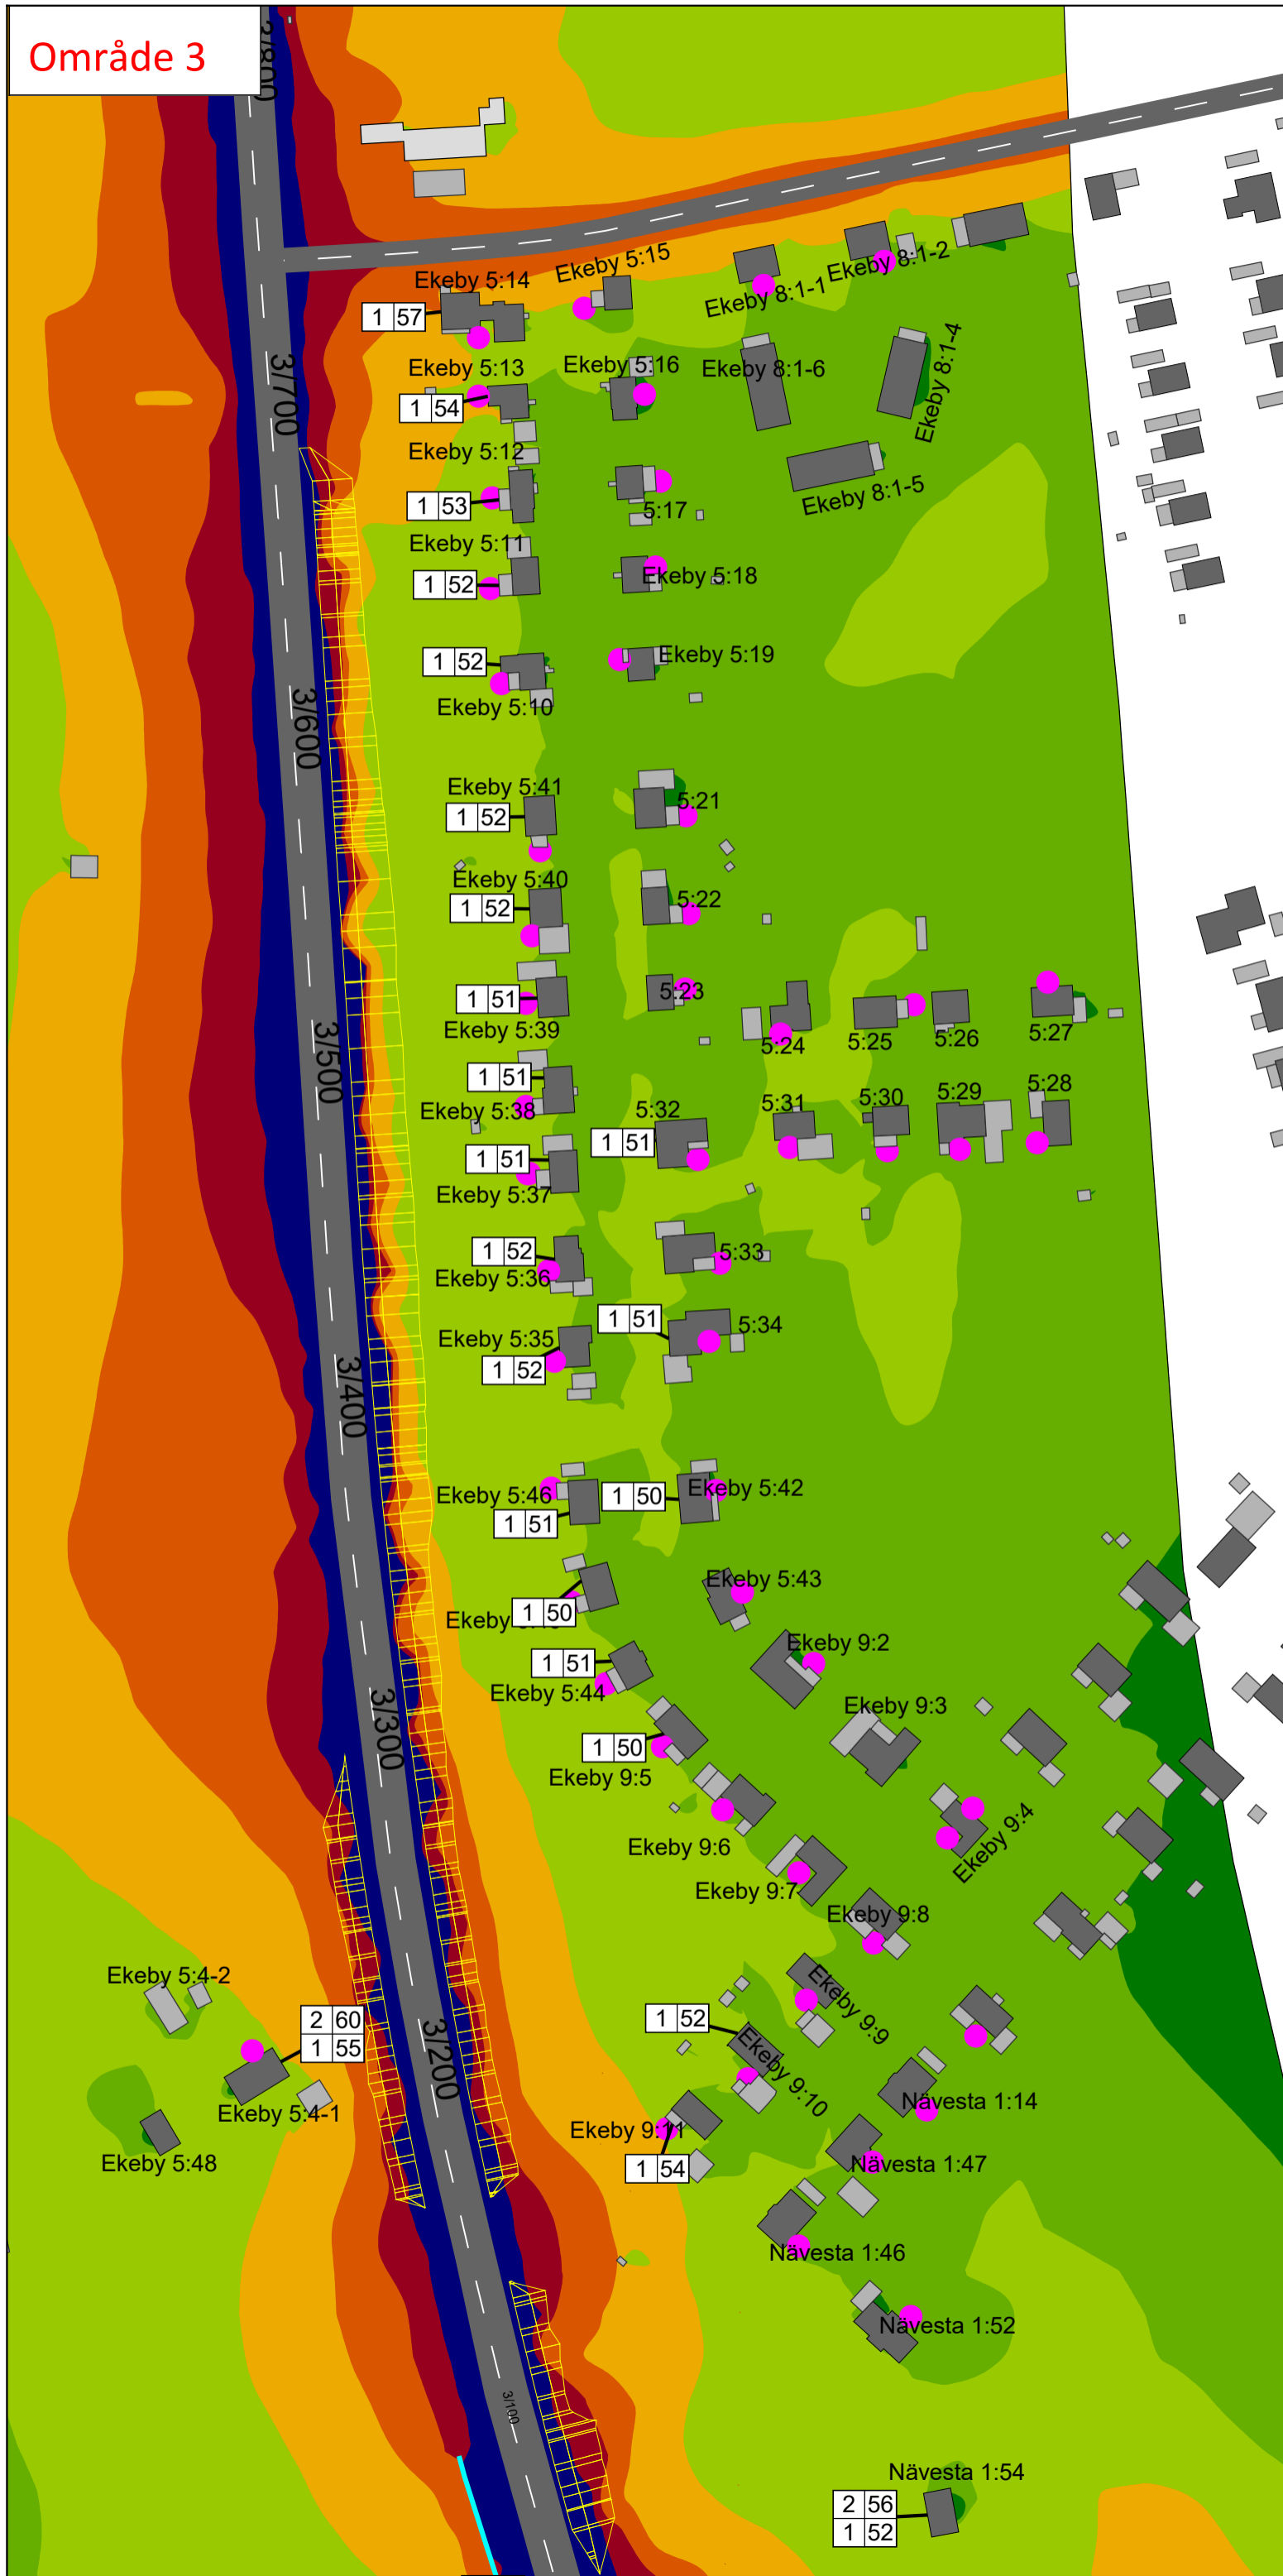 Område 3
3/800
Ekeby 5:15
Ekeby 8:1-2
Ekeby 5:14
Ekeby 8:1-1
1 57
Ekeby 5:13
Ekeby 5:16
Ekeby 8:1-6
Ekeby 8:1-4
3/700
1 54
Ekeby 5:12
Ekeby 8:1-5
1 53
5:17
Ekeby 5:11
1 52
Ekeby 5:18
1 52
Ekeby 5:19
Ekeby 5:10
3/600
Ekeby 5:41
5:21
1 52
Ekeby 5:40
5:22
1 52
5:23
1 51
Ekeby 5:39
5:24
5:25
5:26
5:27
3/500
1 51
Ekeby 5:38
5:32
5:31
5:30
5:29
5:28
1 51
1 51
Ekeby 5:37
1 52
5:33
Ekeby 5:36
1 51
5:34
Ekeby 5:35
1 52
3/400
Ekeby 5:46
1 50
Ekeby 5:42
1 51
Ekeby 5:43
Ekeby
1 50
Ekeby 9:2
1 51
Ekeby 5:44
Ekeby 9:3
3/300
1 50
Ekeby 9:5
Ekeby 9:6
Ekeby 9:4
Ekeby 9:7
Ekeby 9:8
Ekeby 5:4-2
Ekeby 9:9
2 60
1 55
1 52
3/200
Ekeby 9:10
Ekeby 5:4-1
Nävesta 1:14
Ekeby 9:11
Ekeby 5:48
1 54
Nävesta 1:47
Nävesta 1:46
Nävesta 1:52
3/100
Nävesta 1:54
2 56
1 52